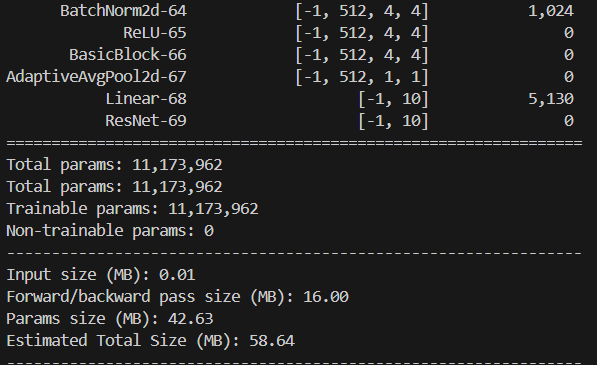 BatchNorm2d-64 [-1, 512, 4, 4] 1,024
ReLU-65 [-1, 512, 4, 4] 0
BasicBlock-66 [-1, 512, 4, 4] 0
AdaptiveAvgPool2d-67 [-1, 512, 1, 1] 0
Linear-68 [-1, 10] 5,130
ResNet-69 [-1, 10] 0
================================================================
Total params: 11,173,962
Total params: 11,173,962
Trainable params: 11,173,962
Non-trainable params: 0
----------------------------------------------------------------
Input size (MB): 0.01
Forward/backward pass size (MB): 16.00
Params size (MB): 42.63
Estimated Total Size (MB): 58.64
----------------------------------------------------------------